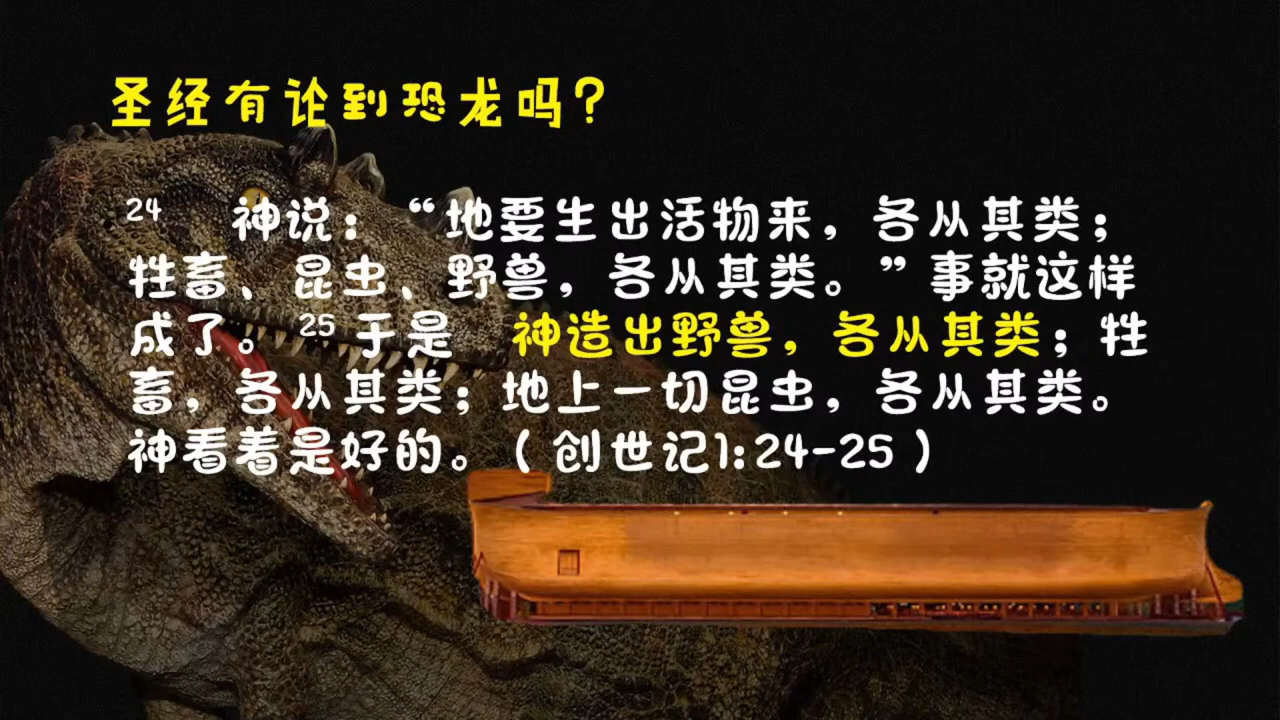 圣经有论到恐龙吗?
24 神说：“地要生出活物来，各从其类；
牲畜、昆虫、野兽，各从其类。”事就这样
成了。25 于是 神造出野兽，各从其类；牲
畜，各从其类；地上一切昆虫，各从其类。
神看着是好的。（创世记1:24-25）